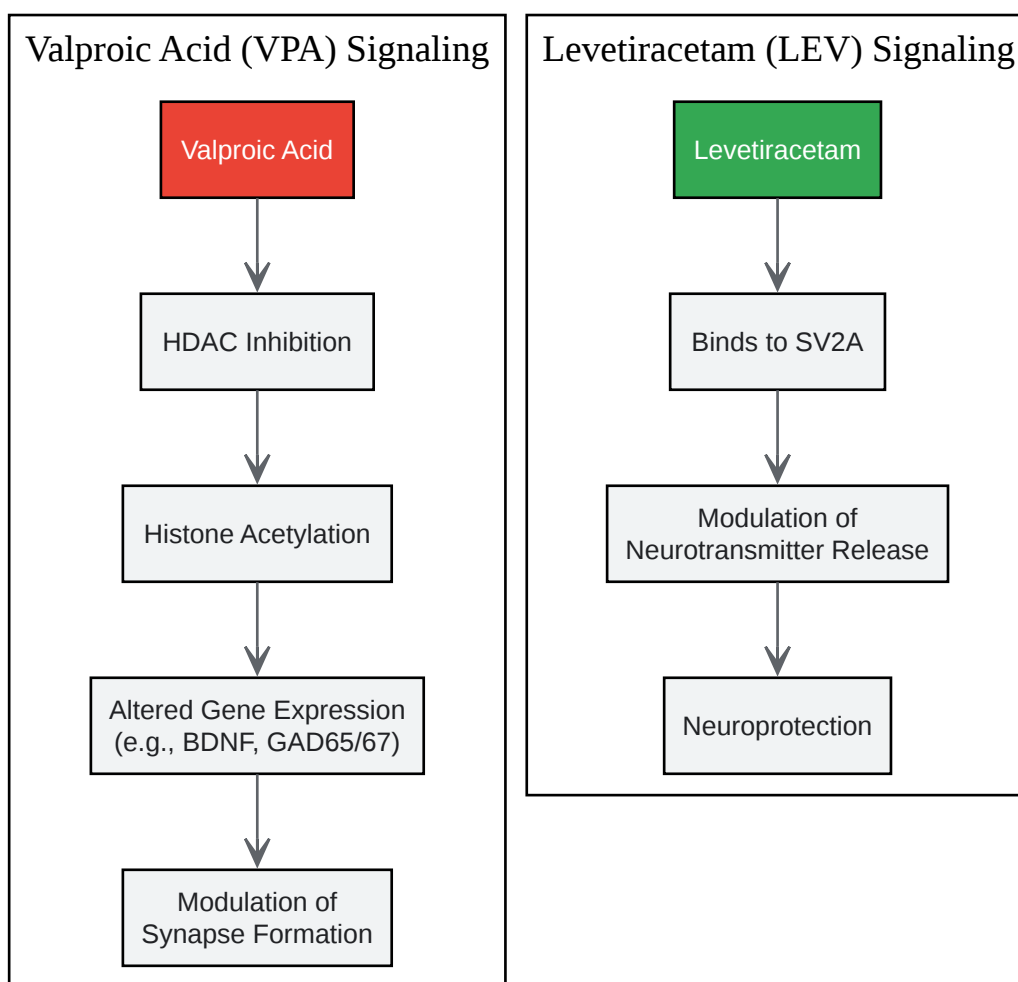 Valproic Acid (VPA) Signaling
Valproic Acid
HDAC Inhibition
Histone Acetylation
Altered Gene Expression
(e.g., BDNF, GAD65/67)
Modulation of
Synapse Formation
Levetiracetam (LEV) Signaling
Levetiracetam
Binds to SV2A
Modulation of
Neurotransmitter Release
Neuroprotection